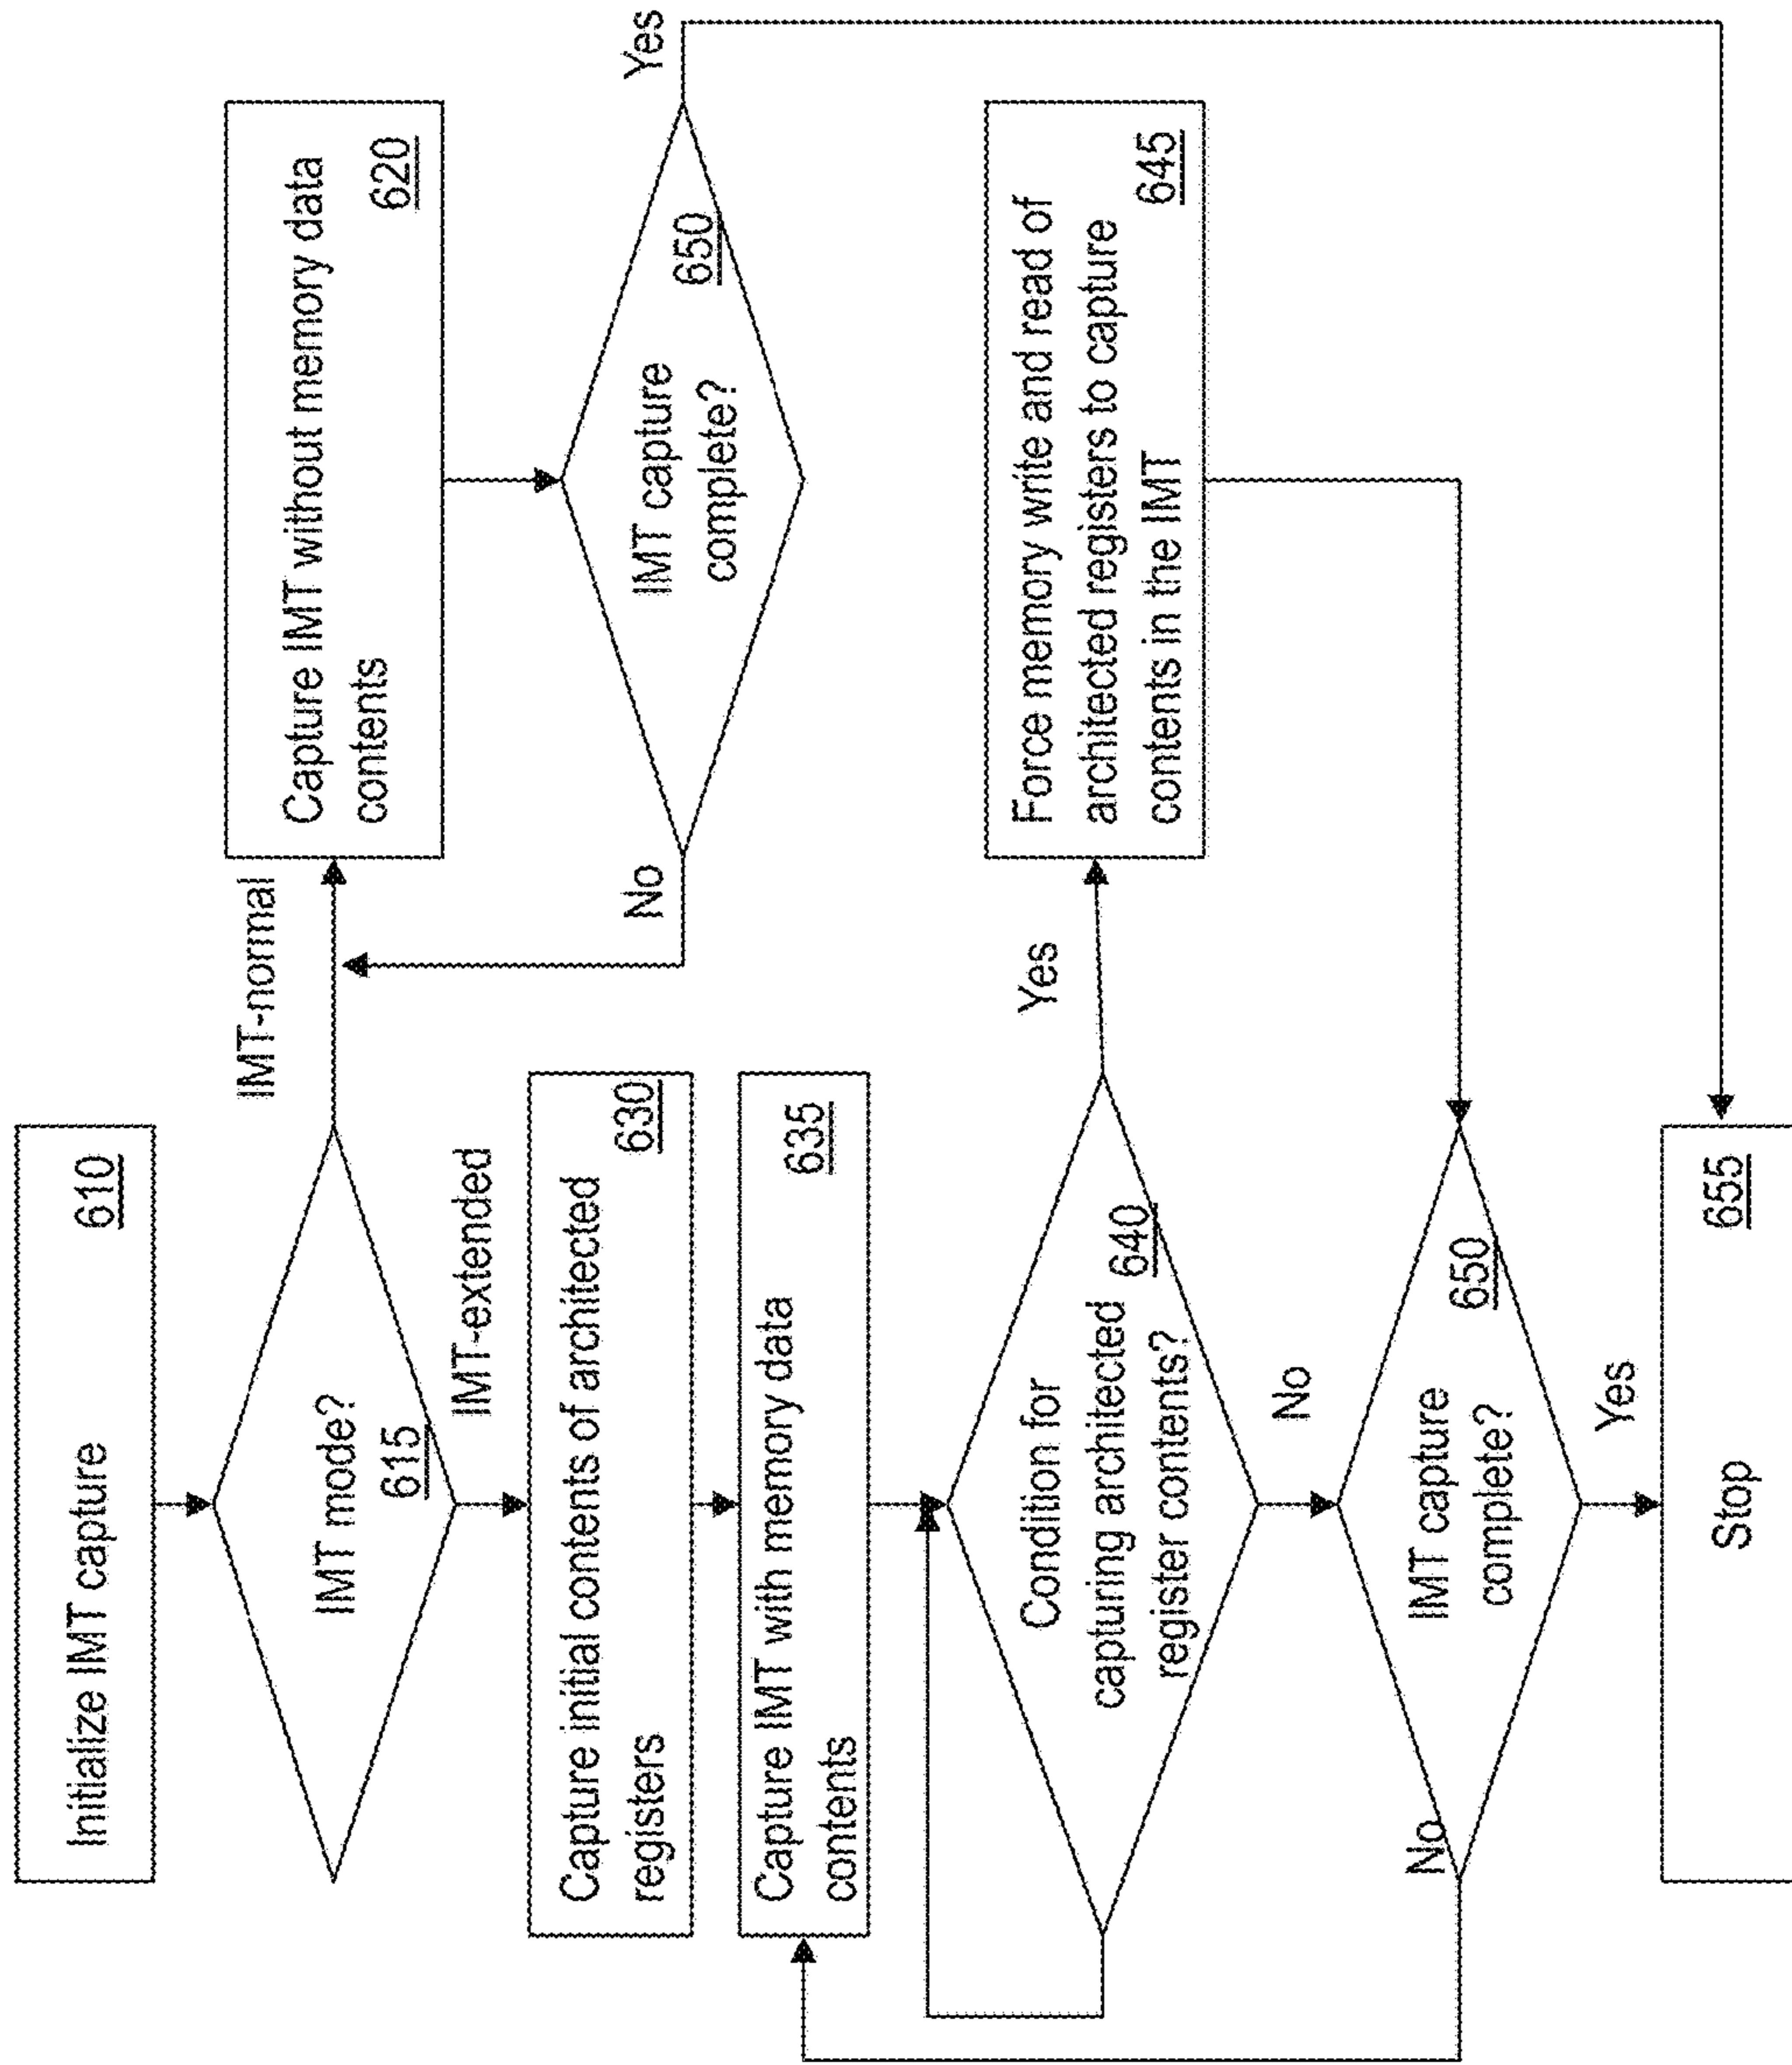 Initialize IMT capture
610
IMT mode?
615
IMT-normal
Capture IMT without memory data
contents
620
IMT capture
complete?
650
No
Yes
IMT-extended
Capture initial contents of architected
registers
630
Capture IMT with memory data
contents
635
Condition for
capturing architected
register contents?
640
Yes
Force memory write and read of
architected registers to capture
contents in the IMT
645
No
IMT capture
complete?
650
No
Yes
Stop
655